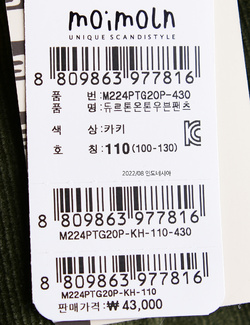 moimoln
UNIQUE SCANDISTYLE
8 809863 977816
품 번:M224PTG20P-430
품 명:듀르톤온톤우븐팬츠
색 상:카키
호 칭:110(100-130)
2022/08 인도네시아
8 809863 977816
M224PTG20P-KH-110-430
8 809863 977816
M224PTG20P-KH-110
판매가격:₩ 43,000